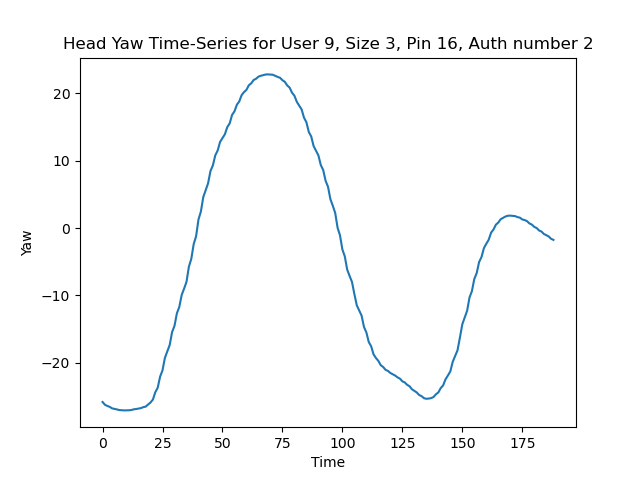 Head Yaw Time-Series for User 9, Size 3, Pin 16, Auth number 2
20
10
0
−10
−20
Yaw
0 25 50 75 100 125 150 175
Time